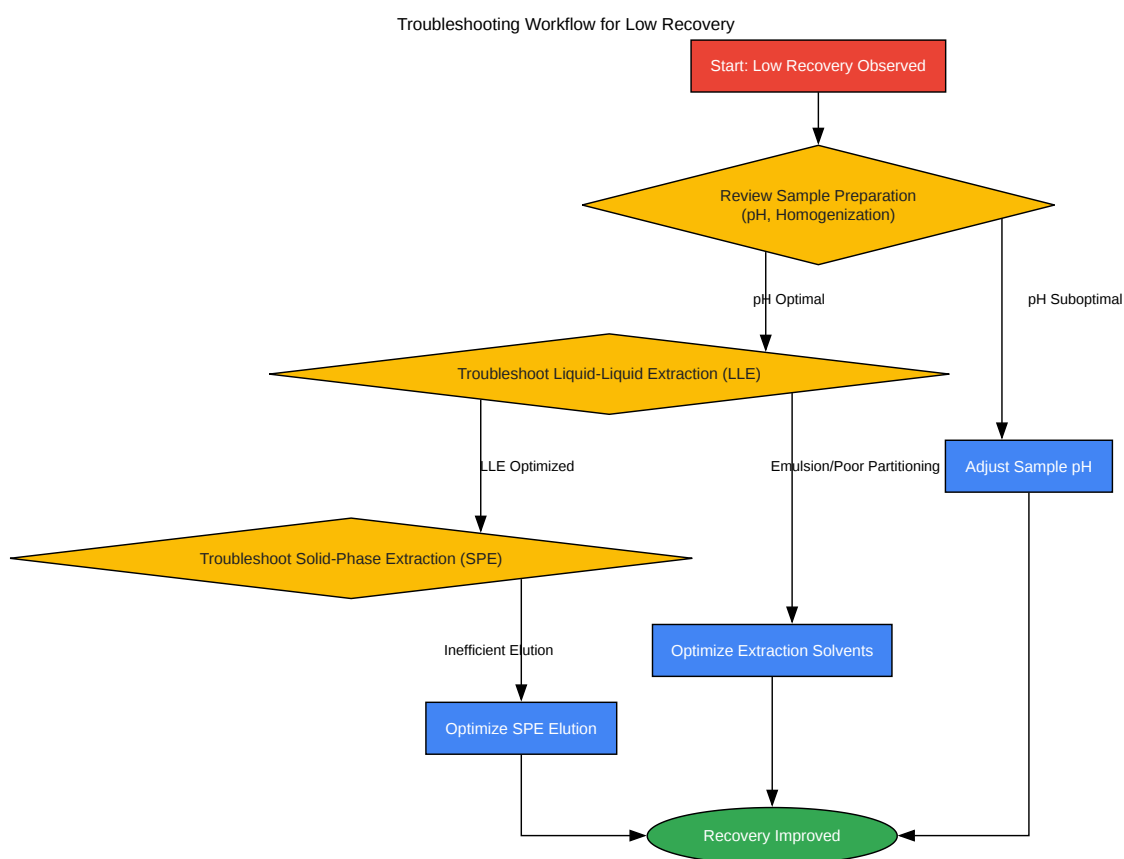 Troubleshooting Workflow for Low Recovery
Start: Low Recovery Observed
Review Sample Preparation
(pH, Homogenization)
pH Optimal
pH Suboptimal
Troubleshoot Liquid-Liquid Extraction (LLE)
LLE Optimized
Emulsion/Poor Partitioning
Adjust Sample pH
Troubleshoot Solid-Phase Extraction (SPE)
Inefficient Elution
Optimize Extraction Solvents
Optimize SPE Elution
Recovery Improved